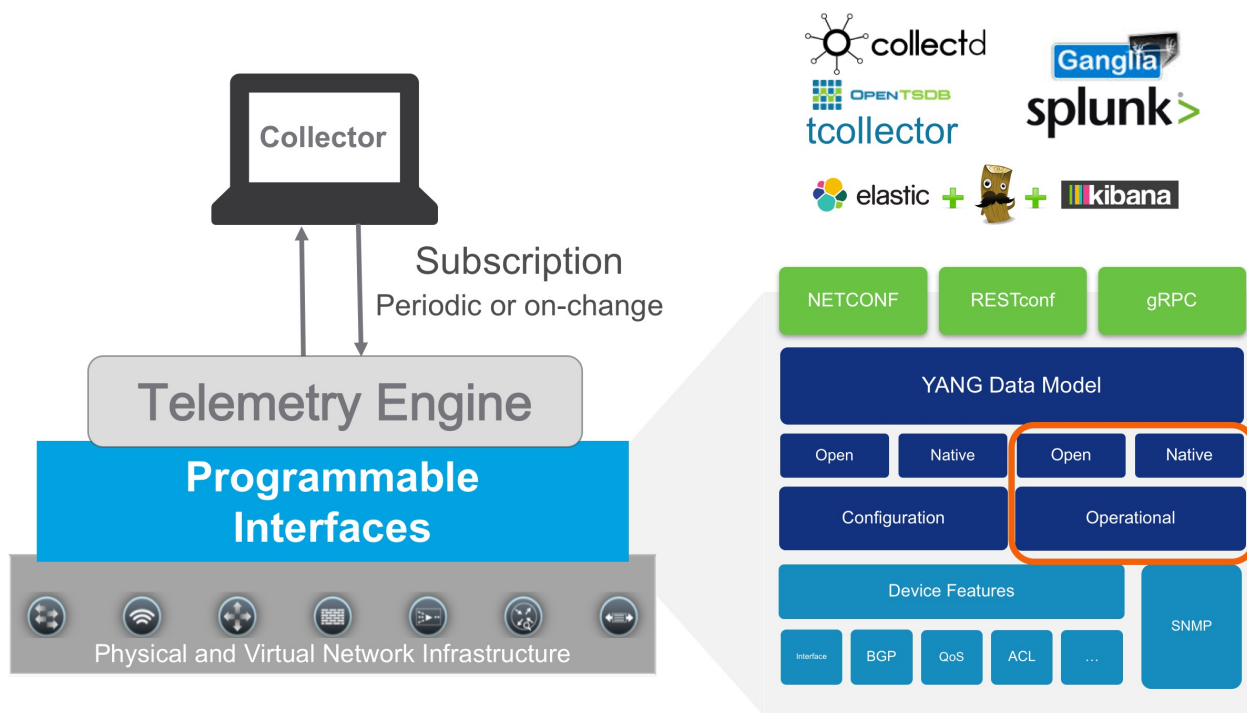 Collector
Subscription
Periodic or on-change
Telemetry Engine
Programmable
Interfaces
Physical and Virtual Network Infrastructure
collectd
OPENTSDB
tcollector
Ganglia
splunk>
elastic + + kibana
NETCONF RESTconf gRPC
YANG Data Model
Open Native Open Native
Configuration Operational
Device Features
SNMP
Interface BGP QoS ACL ...